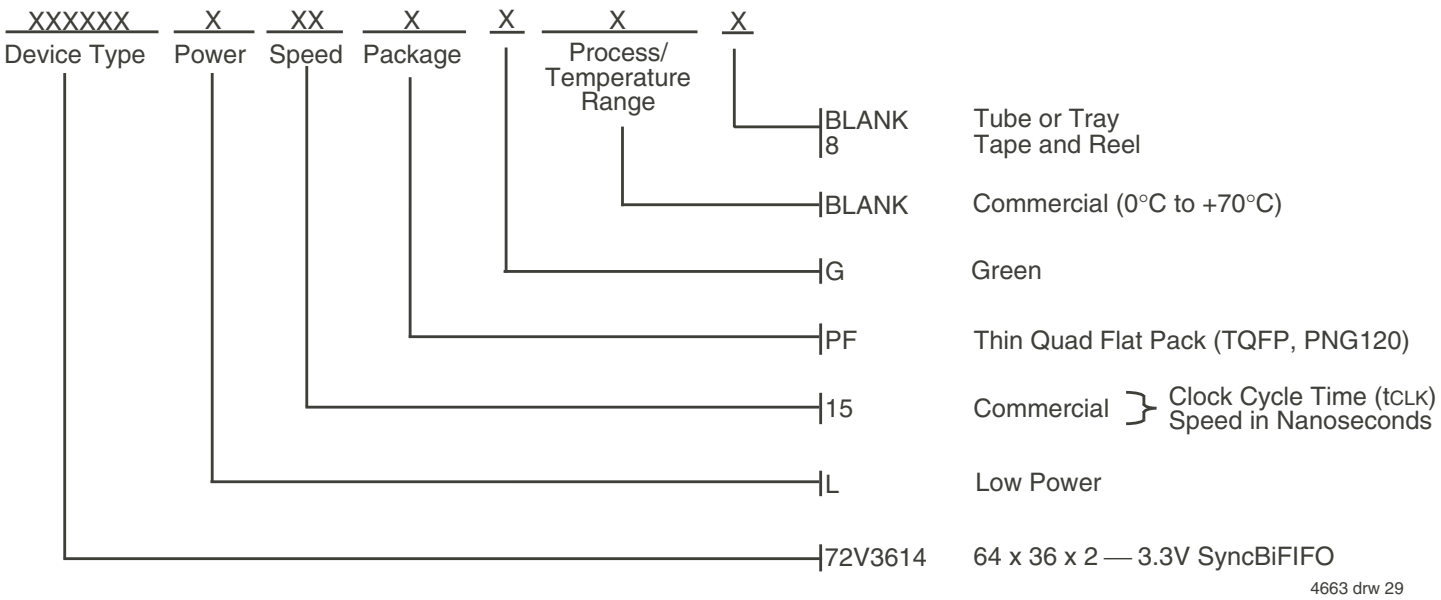 XXXXXX X XX X X X X
Device Type Power Speed Package Process/
Temperature
Range
BLANK Tube or Tray
8 Tape and Reel
BLANK Commercial (0°C to +70°C)
G Green
PF Thin Quad Flat Pack (TQFP, PNG120)
15 Commercial Clock Cycle Time (tCLK)
Speed in Nanoseconds
L Low Power
72V3614 64 x 36 x 2 — 3.3V SyncBiFIFO
4663 drw 29